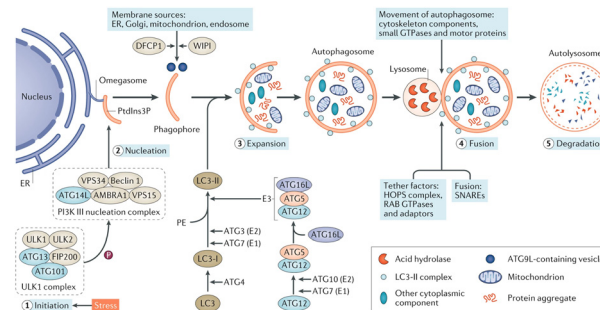 Membrane sources:
ER, Golgi, mitochondrion, endosome
Movement of autophagosome:
cytoskeleton components,
small GTPases and motor proteins
DFCP1
WIPI
Autophagosome
Autolysosome
Lysosome
Nucleus
Omegasome
PtdIns3P
Phagophore
ER
2 Nucleation
3 Expansion
4 Fusion
5 Degradation
VPS34
Beclin 1
ATG14L
AMBRA1
VPS15
PI3K III nucleation complex
LC3-II
E3
ATG16L
ATG5
ATG12
Tether factors:
HOPS complex,
RAB GTPases
and adaptors
Fusion:
SNAREs
PE
ATG3 (E2)
ATG7 (E1)
ATG16L
ULK1
ULK2
ATG13
FIP200
ATG101
ULK1 complex
P
LC3-I
ATG5
ATG12
ATG4
ATG10 (E2)
ATG7 (E1)
1 Initiation
Stress
LC3
ATG12
Acid hydrolase
LC3-II complex
Other cytoplasmic
component
ATG9L-containing
Mitochondrion
Protein aggregate